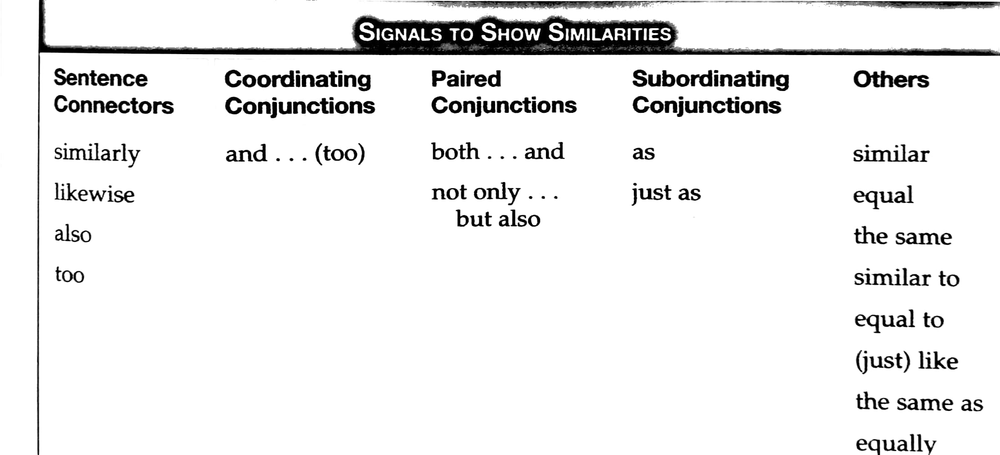 SIGNALS TO SHOW SIMILARITIES
Sentence
Connectors
similarly
likewise
also
too
Coordinating
Conjunctions
and . . . (too)
Paired
Conjunctions
both . . . and
not only . . .
but also
Subordinating
Conjunctions
as
just as
Others
similar
equal
the same
similar to
equal to
(just) like
the same as
equally